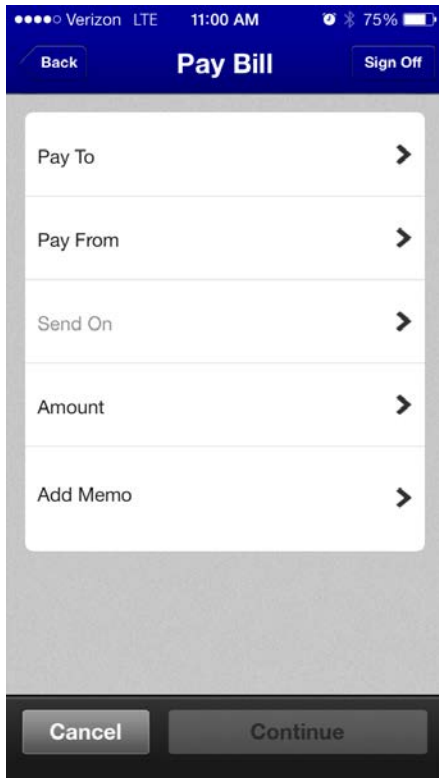 Verizon LTE 11:00 AM 75%
Back Pay Bill Sign Off
Pay To
Pay From
Send On
Amount
Add Memo
Cancel Continue